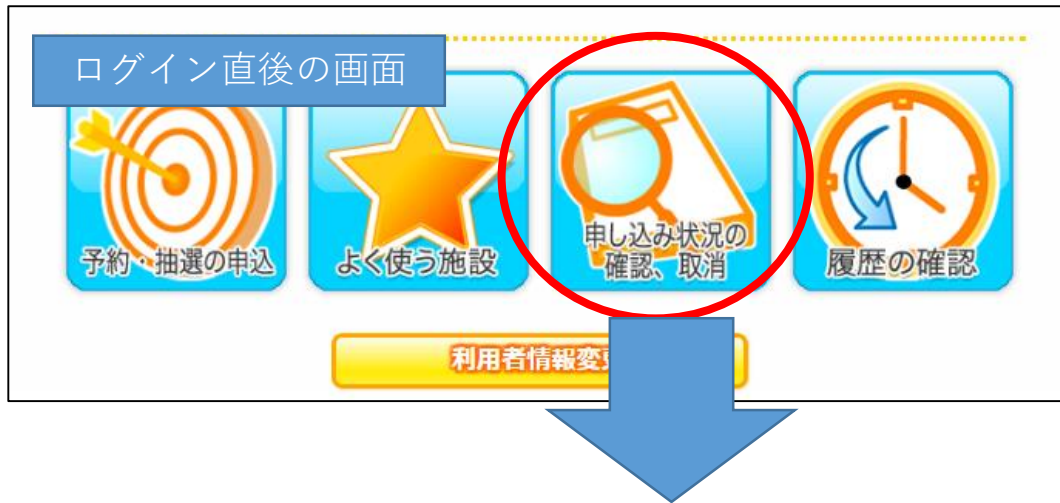 ログイン直後の画面
予約・抽選の申込
よく使う施設
申し込み状況の
確認、取消
履歴の確認
利用者情報変